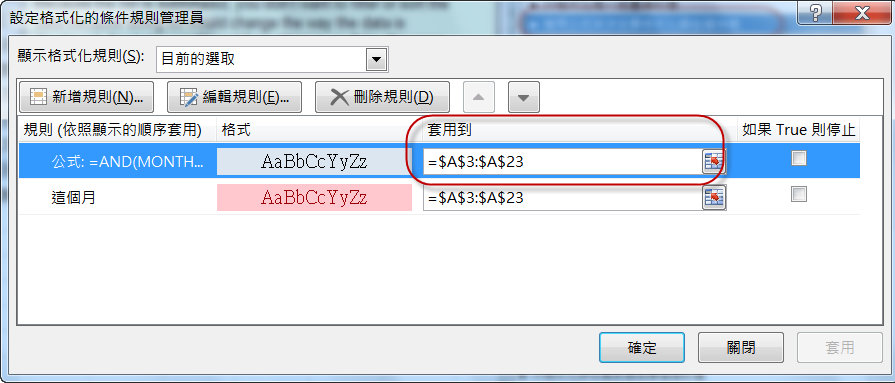 設定格式化的條件規則管理員
顯示格式化規則(S): 目前的選取
新增規則(N)... 編輯規則(E)... 刪除規則(D)
規則 (依照顯示的順序套用) 格式 套用到 如果 True 則停止
公式: =AND(MONTH... AaBbCcYyZz =$A$3:$A$23
這個月 AaBbCcYyZz =$A$3:$A$23
確定 關閉 套用